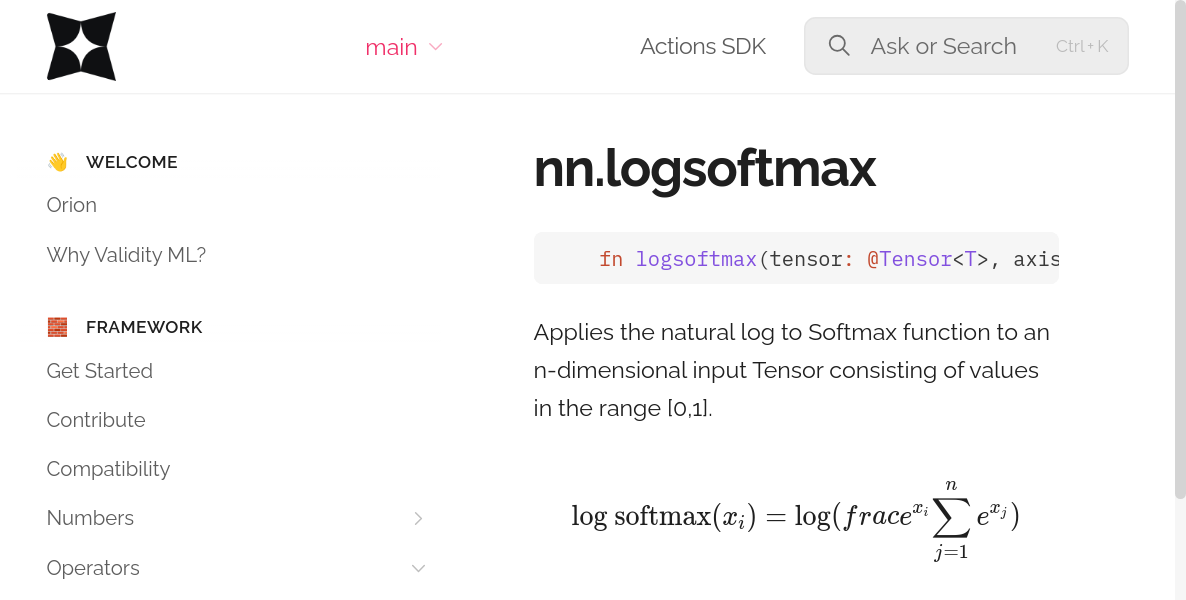 main
Actions SDK
Ask or Search
Ctrl + K
👋 WELCOME
Orion
Why Validity ML?
🧱 FRAMEWORK
Get Started
Contribute
Compatibility
Numbers
Operators
nn.logsoftmax
fn logsoftmax(tensor: @Tensor<T>, axis
Applies the natural log to Softmax function to an
n-dimensional input Tensor consisting of values
in the range [0,1].
$\log \text{softmax}(x_i) = \log(frace^{x_i} \sum_{j=1}^{n} e^{x_j})$